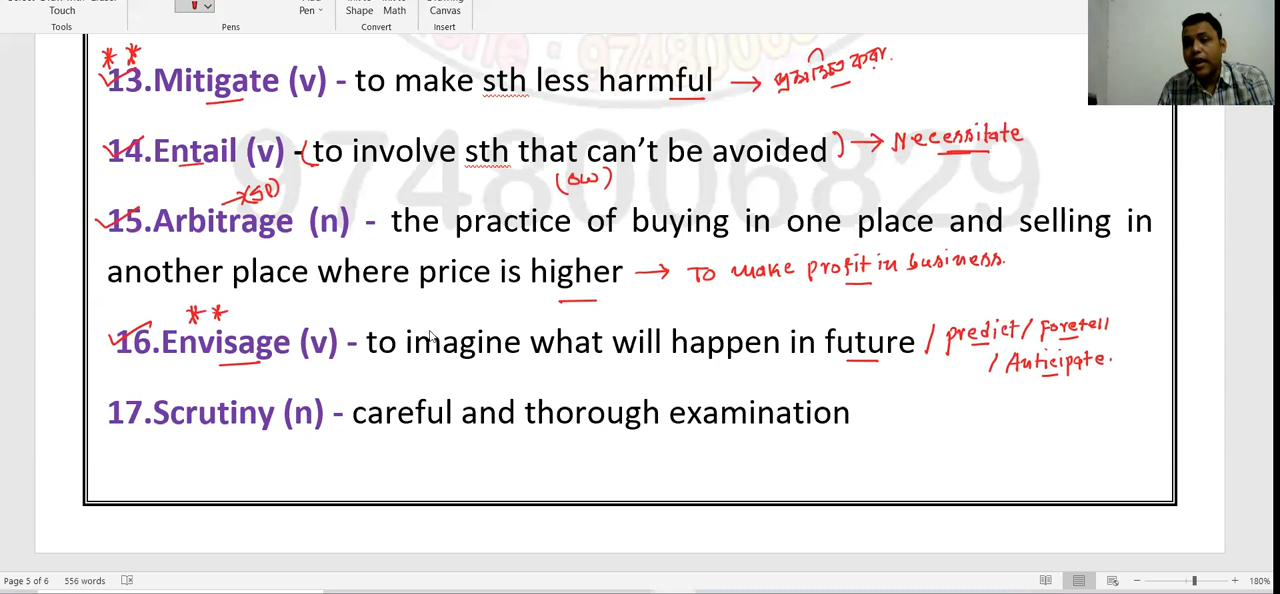 Touch
Pen
Shape
Math
Canvas
Tools
Pens
Convert
Insert
13.Mitigate (v) - to make sth less harmful →
14.Entail (v) -(to involve sth that can't be avoided) → Necessitate
(OW)
15.Arbitrage (n) - the practice of buying in one place and selling in
another place where price is higher → To make profit in business.
16.Envisage (v) - to imagine what will happen in future / predict / Foretell
/ Anticipate.
17.Scrutiny (n) - careful and thorough examination
9748006829
Page 5 of 6
556 words
180%